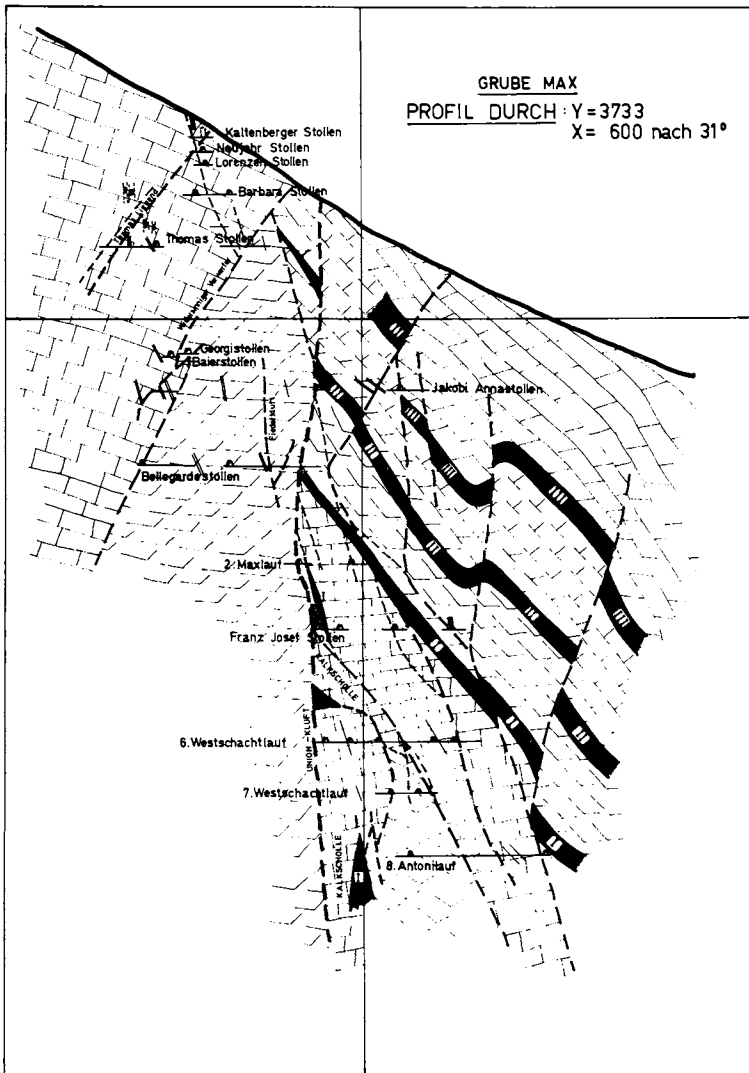 GRUBE MAX
PROFIL DURCH : Y = 3733
X = 600 nach 31°
Kaltenberger Stollen
Neujahr Stollen
Lorenzen Stollen
Barbara Stollen
Thomas Stollen
Georgistollen
Baierstollen
Jakobi Annastollen
Bellegardestollen
2. Maxlauf
Franz Josef Stollen
KALKSCHOLLE
UNION - KLUFT
6. Westschachtlauf
7. Westschachtlauf
KALKSCHOLLE
8. Antonilauf